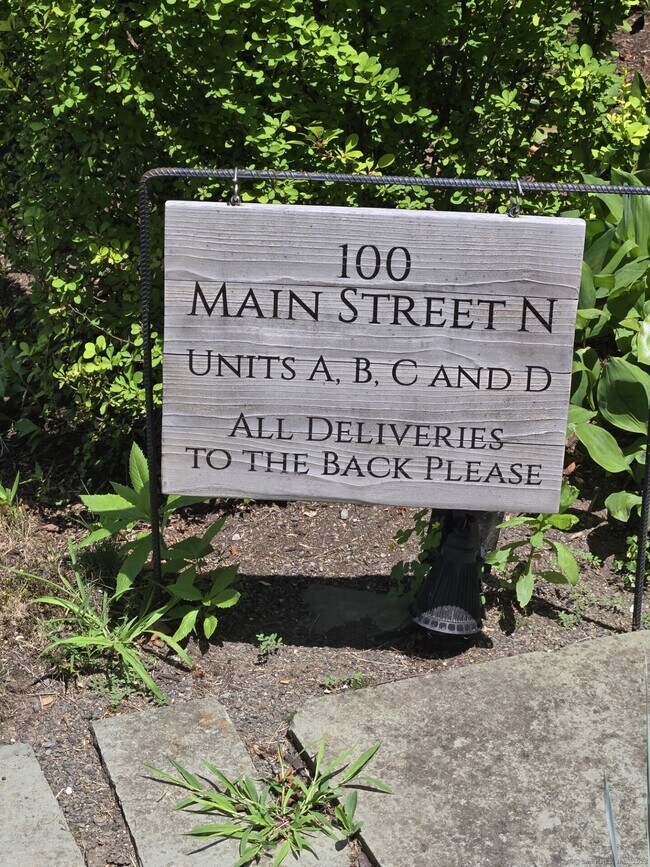 100
Main Street N
Units A, B, C and D
All Deliveries
to the Back Please